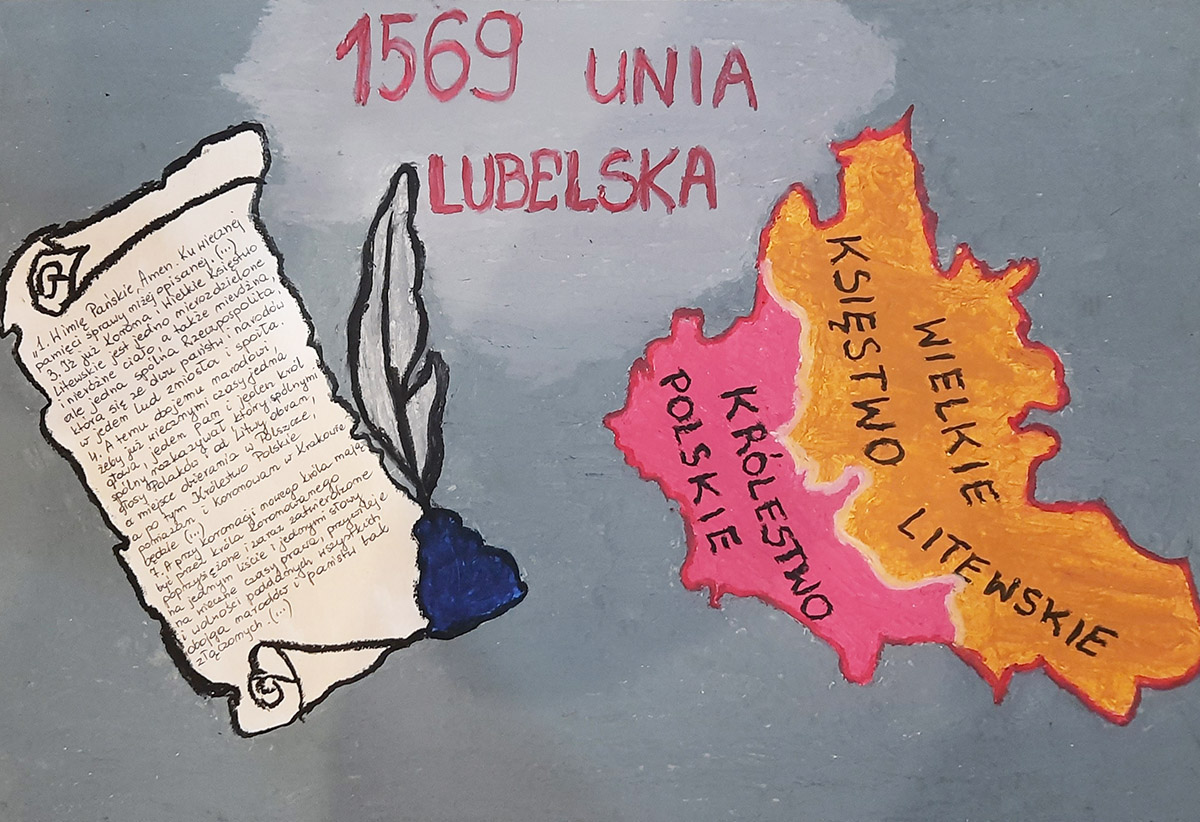 1569 UNIA
LUBELSKA
„1. W imię Pańskie, Amen. Ku wiecznej
pamięci sprawy niżej opisanej. (...)
3. Iż już Korona i Wielkie Księstwo
Litewskie jest jedno nierozdzielone
nieróżne ciało, a także nieróżna,
ale jedna spólna Rzeczpospolita,
która się ze dwu państw i narodów
w jeden lud zniosła i spoiła.
4. A temu obojemu narodowi,
żeby już wiecznymi czasy jedna
głowa, jeden Pan i jeden król
spólny rozkazywał, który spólnymi
głosy Polaków i od Litwy obran,
a miejsce obierania w Polszcze,
po tym Królestwo Polskie
pomazan i koronowan w Krakowie
będzie (...)
7. A przy koronacji nowego króla mają
być przez króla koronowanego
poprzysiężone i zaraz zatwierdzone
na jednym liście i jednymi słowy
na wieczne czasy prawa, przywileje
i wolności poddanych wszystkich
obojga narodów i państw tak
złączonych. (...)
KRÓLESTWO
POLSKIE
WIELKIE
KSIĘSTWO
LITEWSKIE